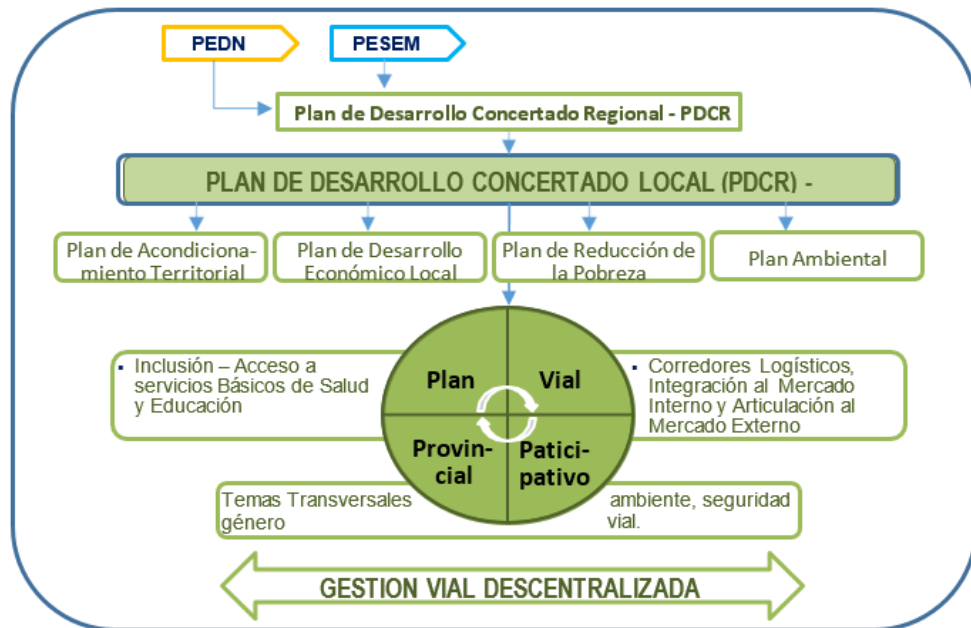 PEDN
PESEM
Plan de Desarrollo Concertado Regional - PDCR
PLAN DE DESARROLLO CONCERTADO LOCAL (PDCR) -
Plan de Acondiciona-
miento Territorial
Plan de Desarrollo
Económico Local
Plan de Reducción de
la Pobreza
Plan Ambiental
▪ Inclusión – Acceso a
servicios Básicos de Salud
y Educación
Plan
Vial
Provin-
cial
Patici-
pativo
▪ Corredores Logísticos,
Integración al Mercado
Interno y Articulación al
Mercado Externo
Temas Transversales
género
ambiente, seguridad
vial.
GESTION VIAL DESCENTRALIZADA